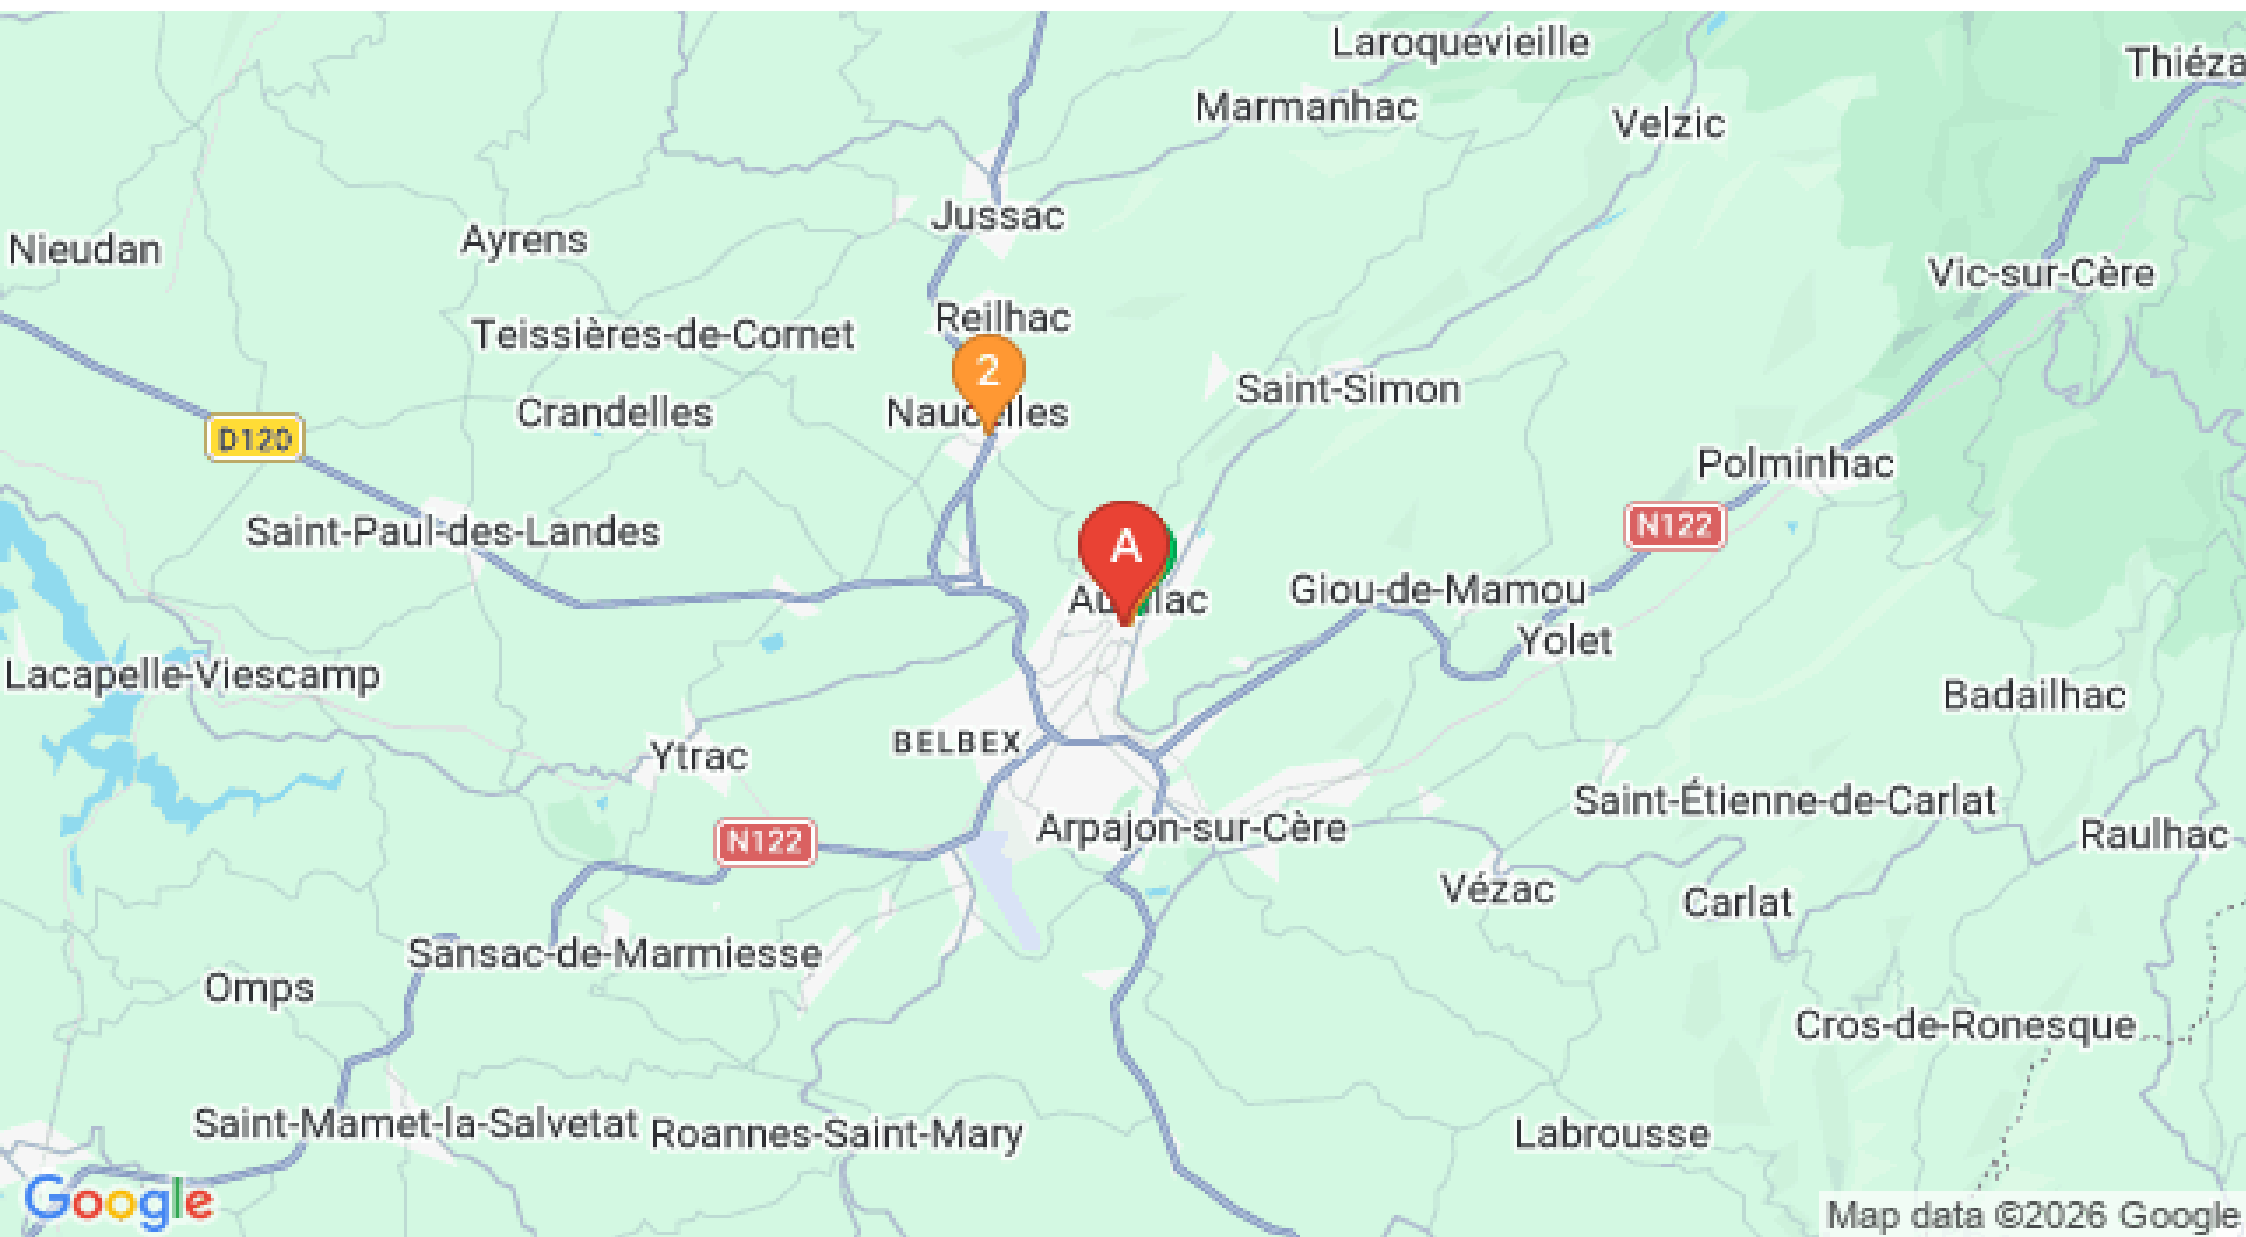 Laroquevieille
Thiéza
Marmanhac
Velzic
Jussac
Ayrens
Nieudan
Vic-sur-Cère
Reilhac
Teissières-de-Cornet
2
Saint-Simon
Crandelles
D120
Polminhac
N122
Saint-Paul-des-Landes
A
Giou-de-Mamou
Yolet
Lacapelle-Viescamp
Badailhac
BELBEX
Ytrac
Saint-Étienne-de-Carlat
Arpajon-sur-Cère
Raulhac
N122
Vézac
Carlat
Sansac-de-Marmiesse
Omps
Cros-de-Ronesque
Saint-Mamet-la-Salvetat
Roannes-Saint-Mary
Labrousse
Google
Map data ©2026 Google